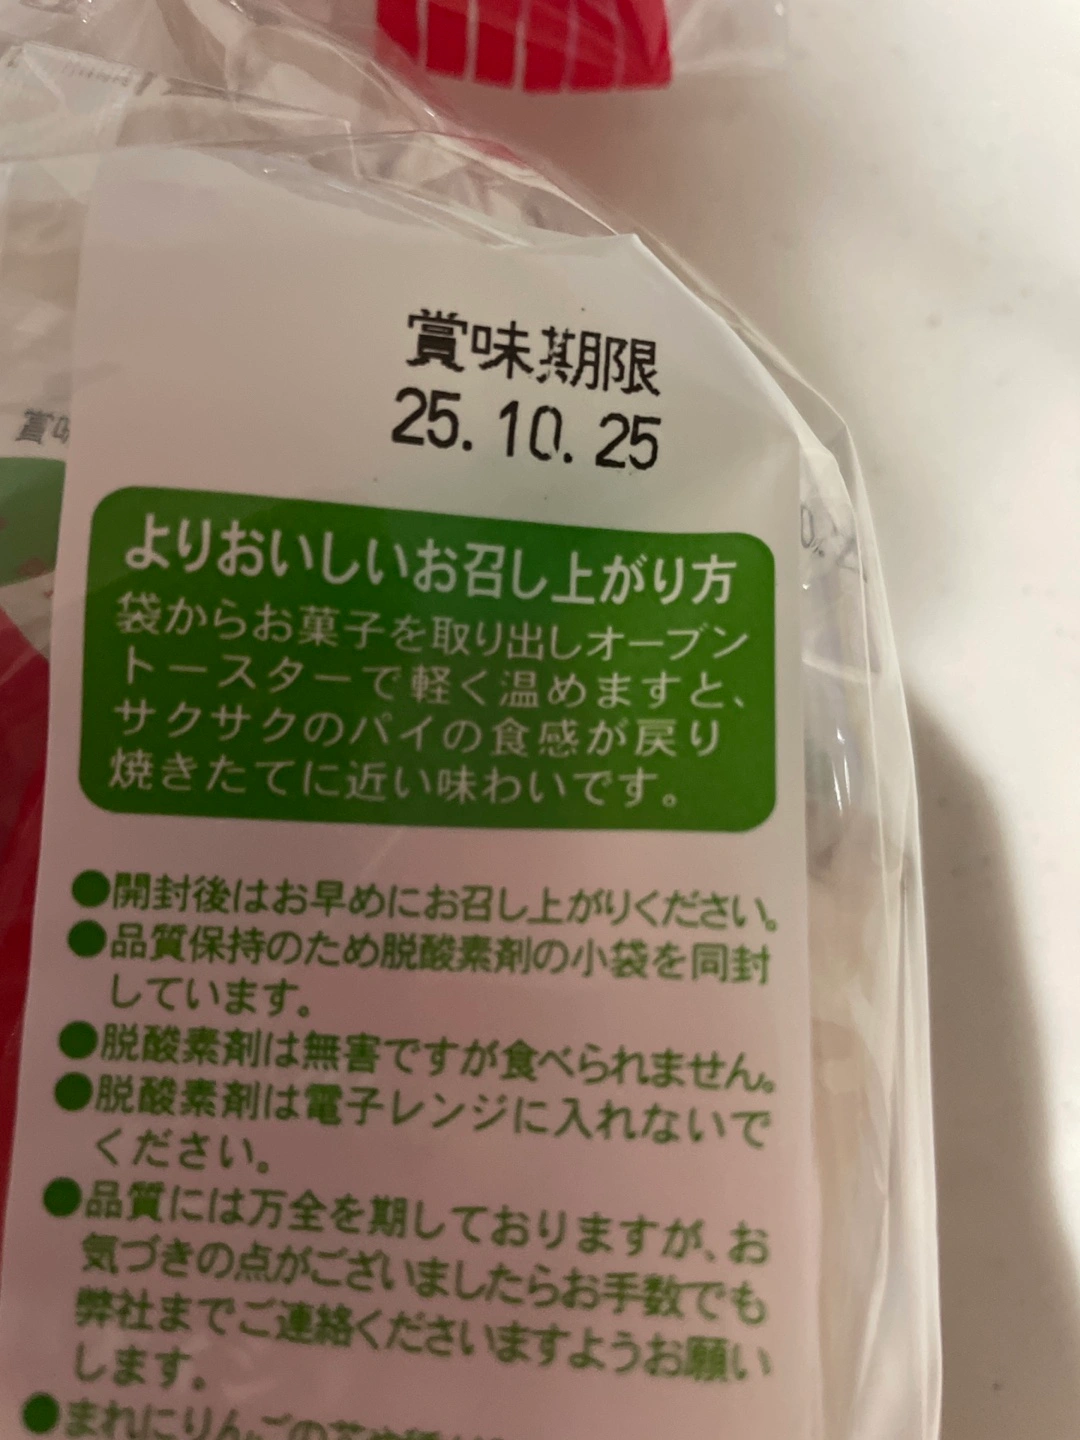 賞味期限
25. 10. 25
賞味
よりおいしいお召し上がり方
袋からお菓子を取り出しオーブン
トースターで軽く温めますと、
サクサクのパイの食感が戻り
焼きたてに近い味わいです。
●開封後はお早めにお召し上がりください。
●品質保持のため脱酸素剤の小袋を同封
しています。
●脱酸素剤は無害ですが食べられません。
●脱酸素剤は電子レンジに入れないで
ください。
●品質には万全を期しておりますが、お
気づきの点がございましたらお手数でも
弊社までご連絡くださいますようお願い
します。
●まれにりんごの